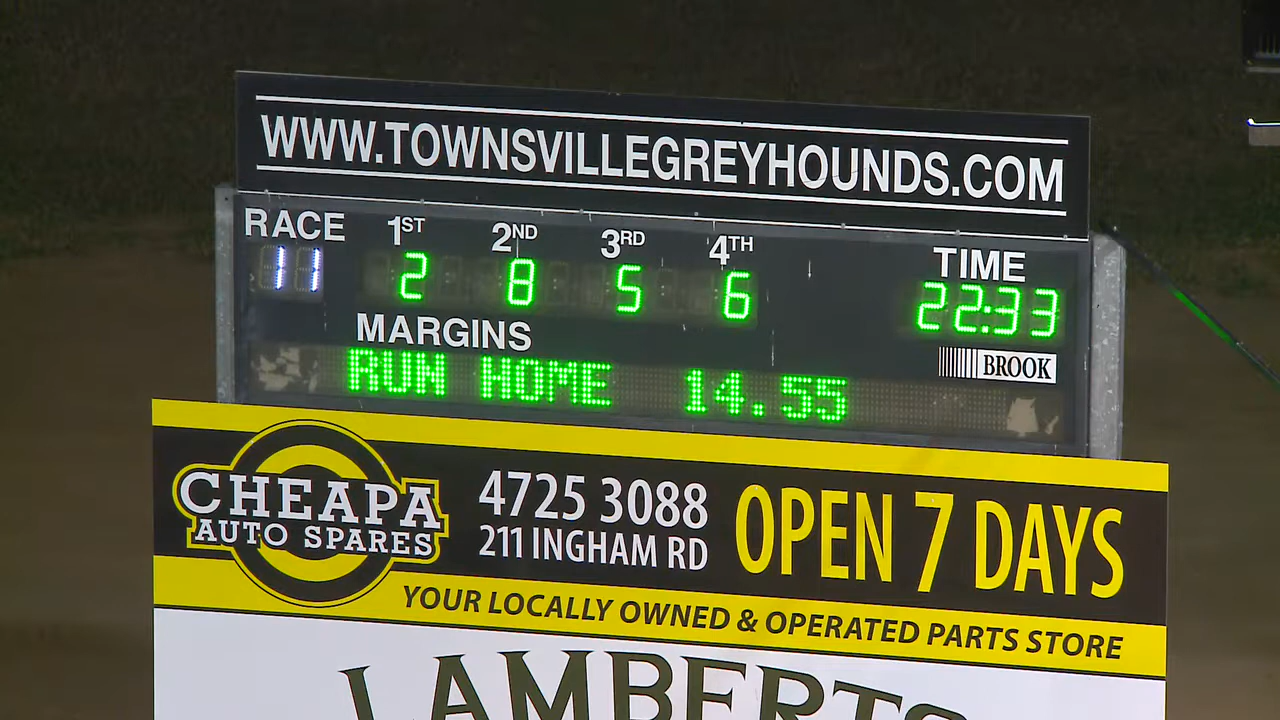 WWW.TOWNSVILLEGREYHOUNDS.COM
RACE 1ST 2ND 3RD 4TH TIME
11 2 8 5 6 22:33
MARGINS
BROOK
RUN HOME 14.55
CHEAPA
AUTO SPARES
4725 3088
211 INGHAM RD
OPEN 7 DAYS
YOUR LOCALLY OWNED & OPERATED PARTS STORE
LAMBERTS